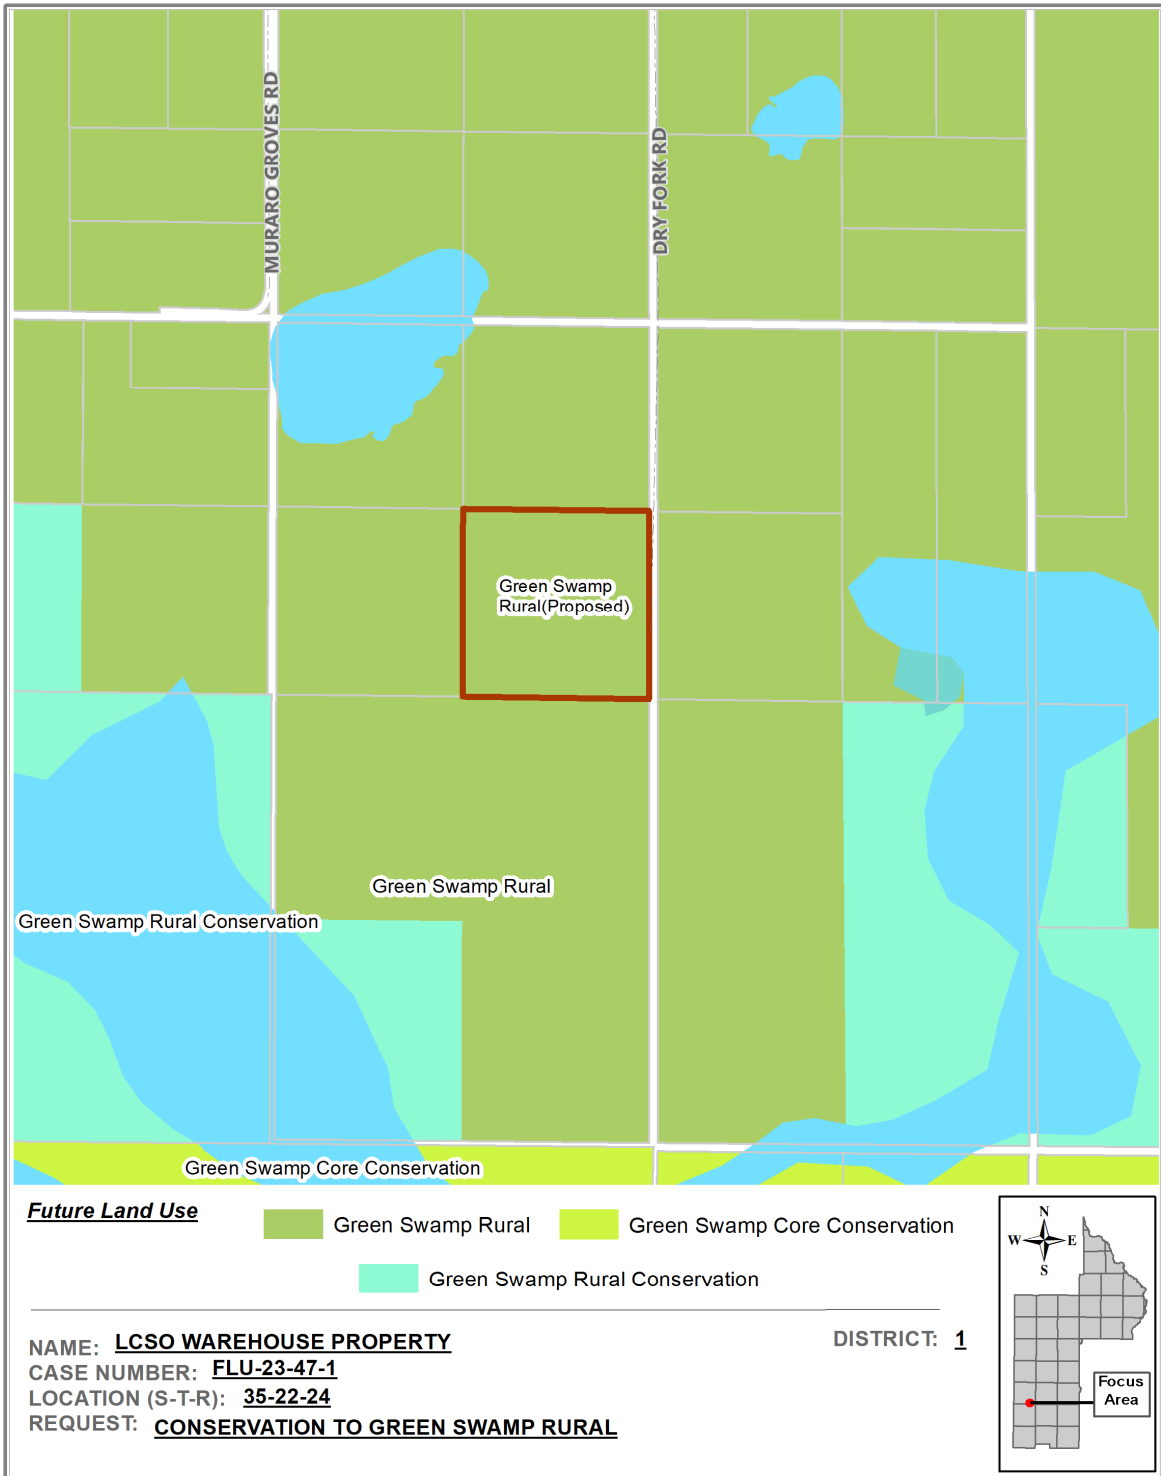 MURARO GROVES RD
DRY FORK RD
Green Swamp
Rural(Proposed)
Green Swamp Rural
Green Swamp Rural Conservation
Green Swamp Core Conservation
Future Land Use
Green Swamp Rural
Green Swamp Core Conservation
Green Swamp Rural Conservation
NAME: LCSO WAREHOUSE PROPERTY
DISTRICT: 1
CASE NUMBER: FLU-23-47-1
LOCATION (S-T-R): 35-22-24
REQUEST: CONSERVATION TO GREEN SWAMP RURAL
N
W E
S
Focus
Area